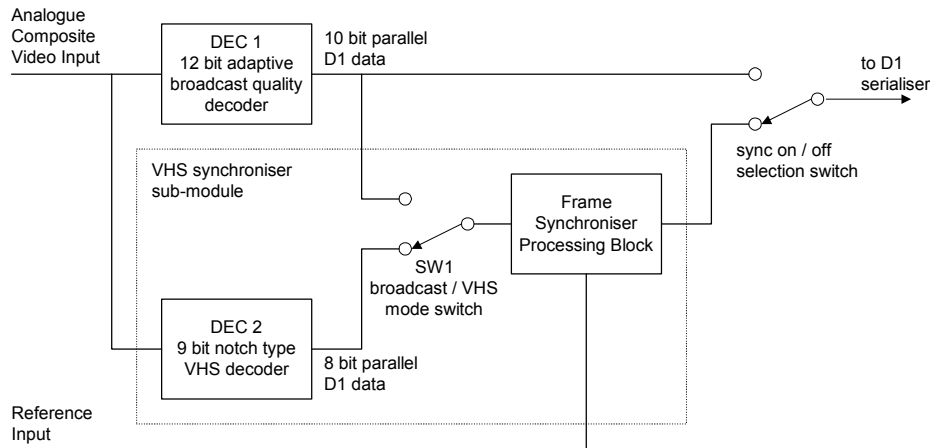 Analogue
Composite
Video Input
DEC 1
12 bit adaptive
broadcast quality
decoder
10 bit parallel
D1 data
to D1
serialiser
sync on / off
selection switch
VHS synchroniser
sub-module
Frame
Synchroniser
Processing Block
SW1
broadcast / VHS
mode switch
DEC 2
9 bit notch type
VHS decoder
8 bit parallel
D1 data
Reference
Input